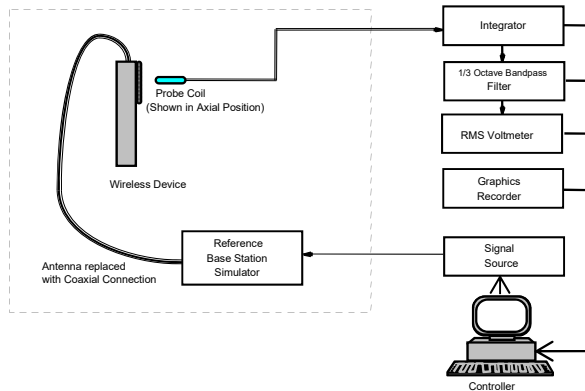 Integrator
1/3 Octave Bandpass
Filter
RMS Voltmeter
Graphics
Recorder
Probe Coil
(Shown in Axial Position)
Wireless Device
Reference
Base Station
Simulator
Signal
Source
Antenna replaced
with Coaxial Connection
Controller